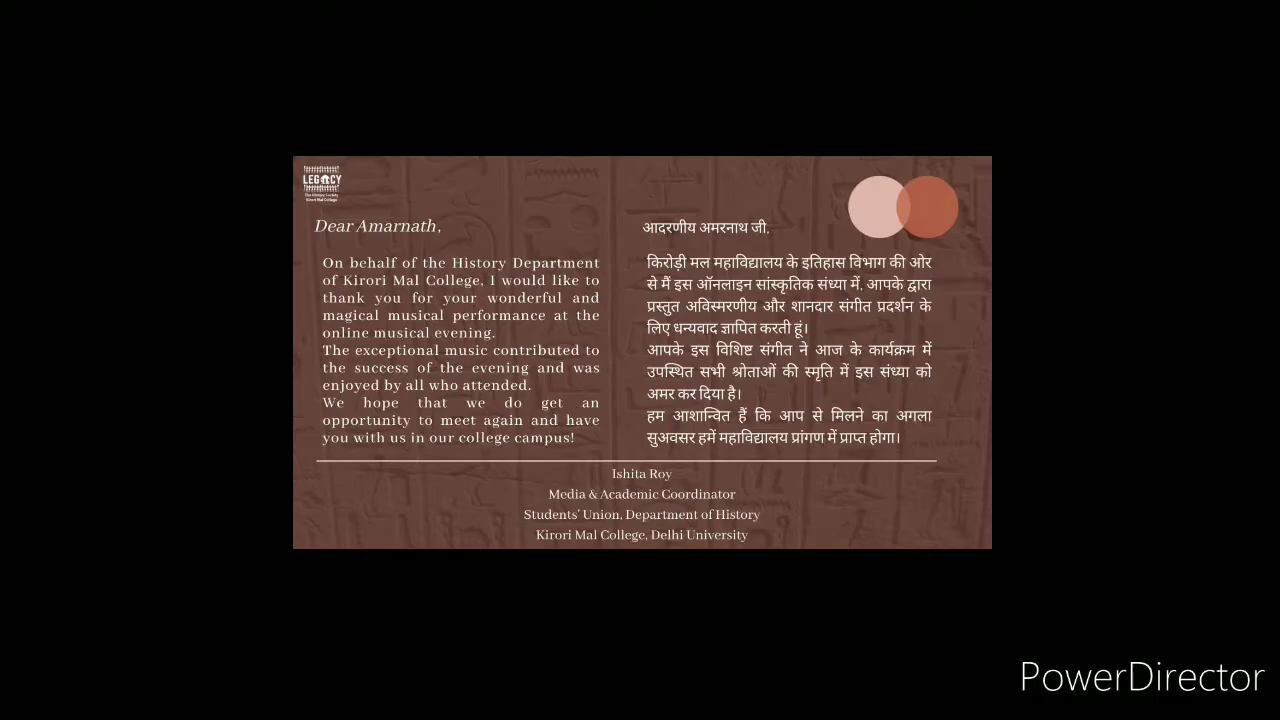 LEGACY
The History Society
Kirori Mal College
Dear Amarnath,
On behalf of the History Department
of Kirori Mal College, I would like to
thank you for your wonderful and
magical musical performance at the
online musical evening.
The exceptional music contributed to
the success of the evening and was
enjoyed by all who attended.
We hope that we do get an
opportunity to meet again and have
you with us in our college campus!
आदरणीय अमरनाथ जी,
किरोड़ी मल महाविद्यालय के इतिहास विभाग की ओर
से मैं इस ऑनलाइन सांस्कृतिक संध्या में, आपके द्वारा
प्रस्तुत अविस्मरणीय और शानदार संगीत प्रदर्शन के
लिए धन्यवाद ज्ञापित करती हूं।
आपके इस विशिष्ट संगीत ने आज के कार्यक्रम में
उपस्थित सभी श्रोताओं की स्मृति में इस संध्या को
अमर कर दिया है।
हम आशान्वित हैं कि आप से मिलने का अगला
सुअवसर हमें महाविद्यालय प्रांगण में प्राप्त होगा।
Ishita Roy
Media & Academic Coordinator
Students' Union, Department of History
Kirori Mal College, Delhi University
PowerDirector